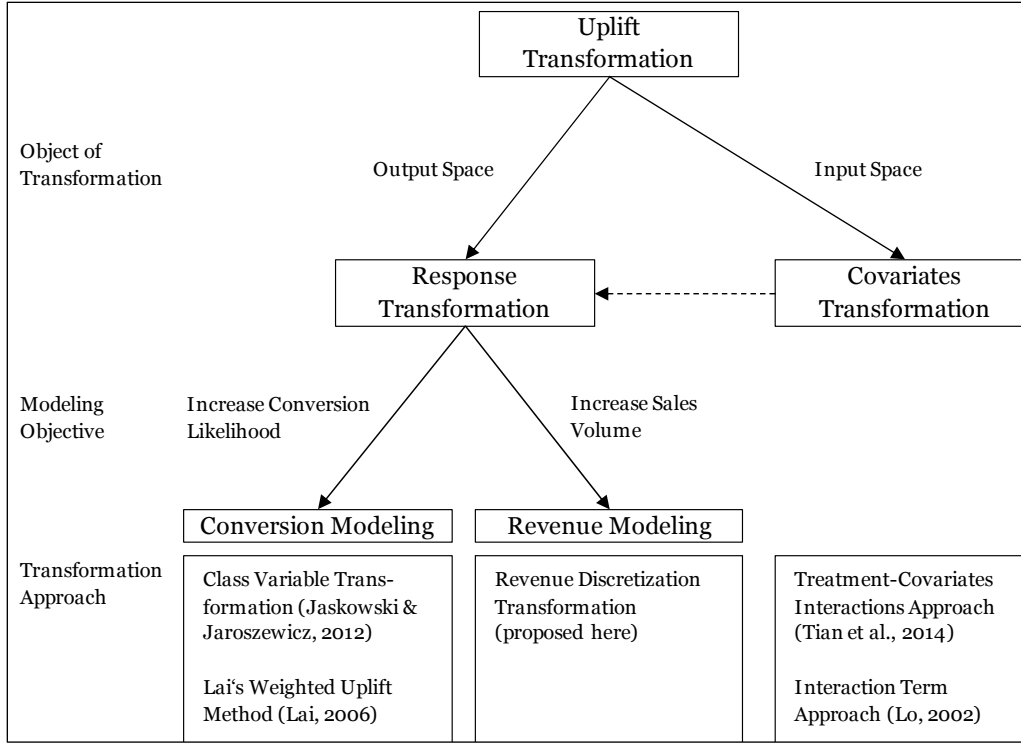 Uplift
Transformation
Object of
Transformation
Output Space
Input Space
Response
Transformation
Covariates
Transformation
Modeling
Objective
Increase Conversion
Likelihood
Increase Sales
Volume
Conversion Modeling
Revenue Modeling
Transformation
Approach
Class Variable Trans-
formation (Jaskowski &
Jaroszewicz, 2012)
Lai‘s Weighted Uplift
Method (Lai, 2006)
Revenue Discretization
Transformation
(proposed here)
Treatment-Covariates
Interactions Approach
(Tian et al., 2014)
Interaction Term
Approach (Lo, 2002)